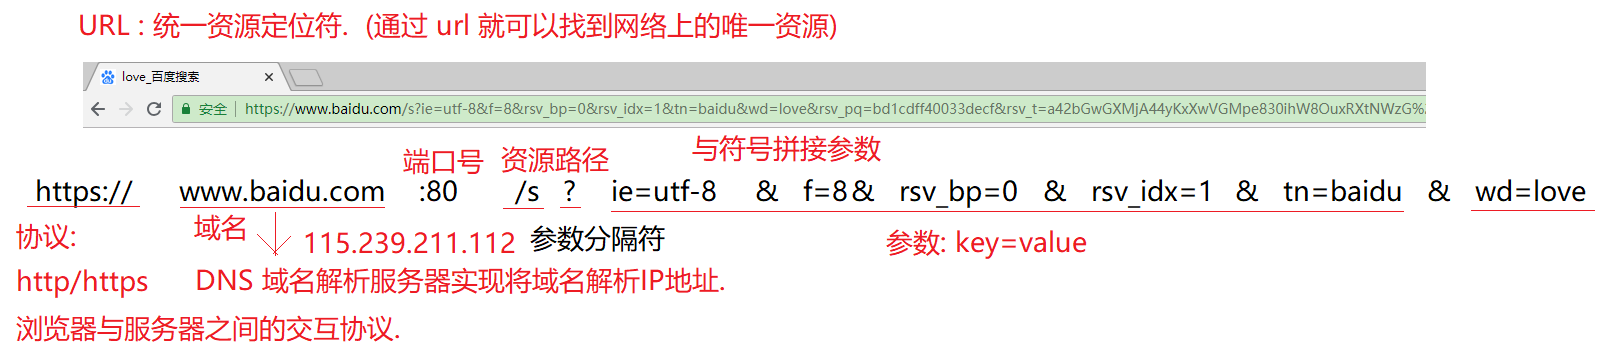 URL : 统一资源定位符. (通过 url 就可以找到网络上的唯一资源)
love_百度搜索
安全 https://www.baidu.com/s?ie=utf-8&f=8&rsv_bp=0&rsv_idx=1&tn=baidu&wd=love&rsv_pq=bd1cdff40033decf&rsv_t=a42bGwGXMjA44yKxXwVGMpe830ihW8OuxRXtNWzG%
端口号 资源路径 与符号拼接参数
https:// www.baidu.com :80 /s ? ie=utf-8 & f=8& rsv_bp=0 & rsv_idx=1 & tn=baidu & wd=love
协议: 域名 115.239.211.112 参数分隔符 参数: key=value
http/https DNS 域名解析服务器实现将域名解析IP地址.
浏览器与服务器之间的交互协议.